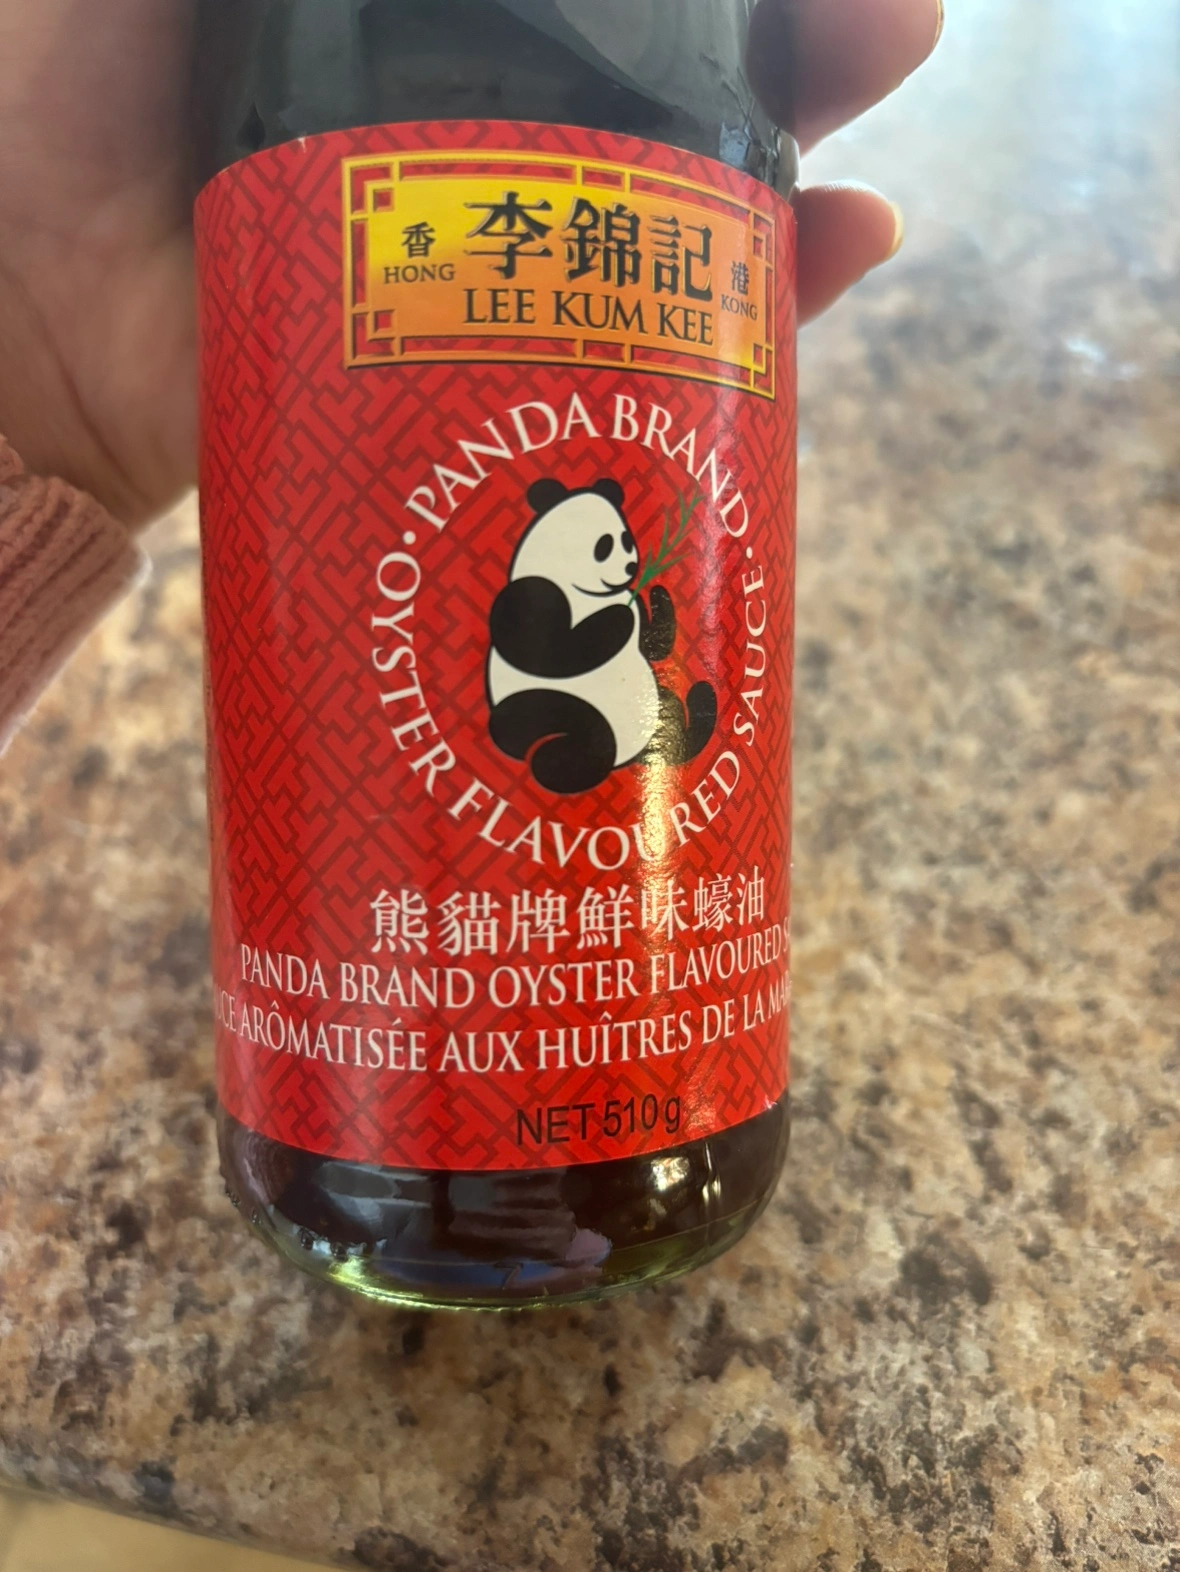 李錦記
香 港
HONG KONG
LEE KUM KEE
PANDA BRAND
OYSTER FLAVOURED SAUCE
熊貓牌鮮味蠔油
PANDA BRAND OYSTER FLAVOURED
ARÔMATISÉE AUX HUÎTRES DE LA
NET 510g